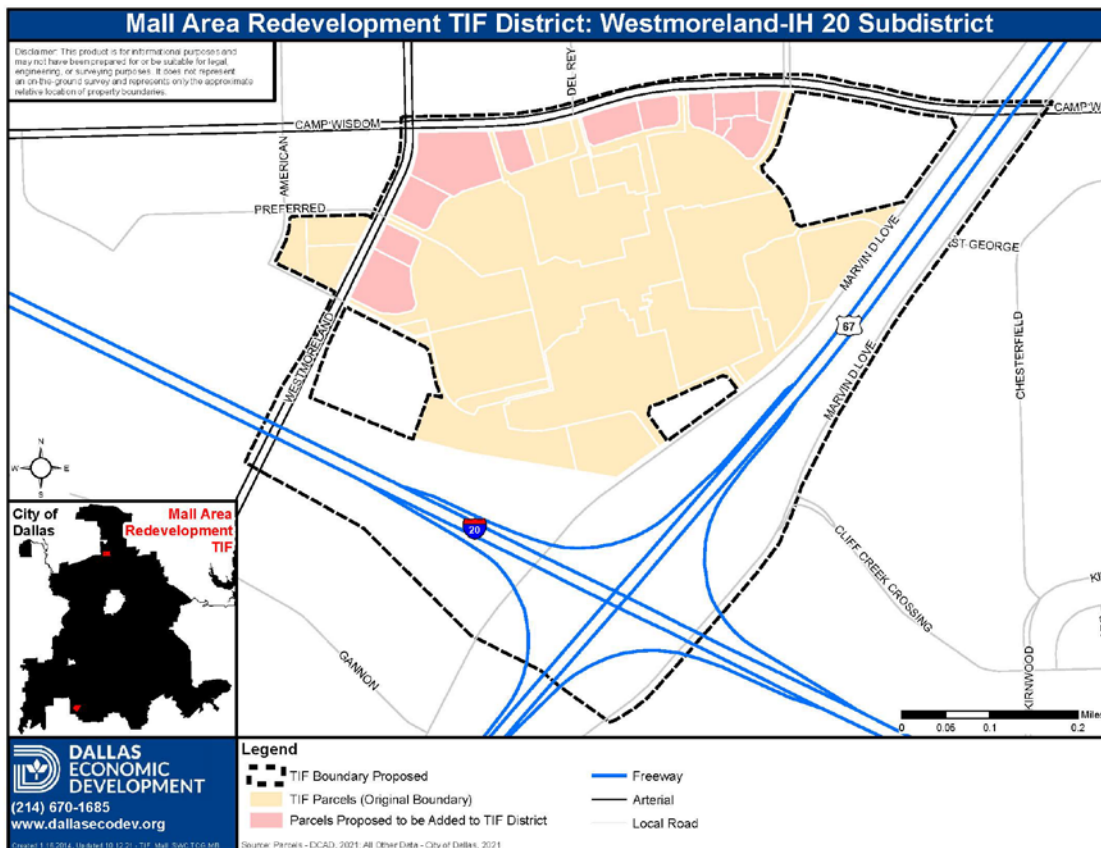 Mall Area Redevelopment TIF District: Westmoreland-IH 20 Subdistrict
Disclaimer: This product is for informational purposes and
may not have been prepared for or be suitable for legal,
engineering, or surveying purposes. It does not represent
an on-the-ground survey and represents only the approximate
relative location of property boundaries.
DEL REY
CAMP WISDOM
CAMP W
AMERICAN
PREFERRED
WESTMORELAND
MARVIN D LOVE
ST GEORGE
67
MARVIN D LOVE
CHESTERFIELD
N
W E
S
20
CLIFF CREEK CROSSING
GANNON
KIRNWOOD
KI
City of
Dallas
Mall Area
Redevelopment
TIF
Miles
0 0.05 0.1 0.2
DALLAS
ECONOMIC
DEVELOPMENT
(214) 670-1685
www.dallasecodev.org
Legend
TIF Boundary Proposed
TIF Parcels (Original Boundary)
Parcels Proposed to be Added to TIF District
Freeway
Arterial
Local Road
Source: Parcels - DCAD, 2021; All Other Data - City of Dallas, 2021